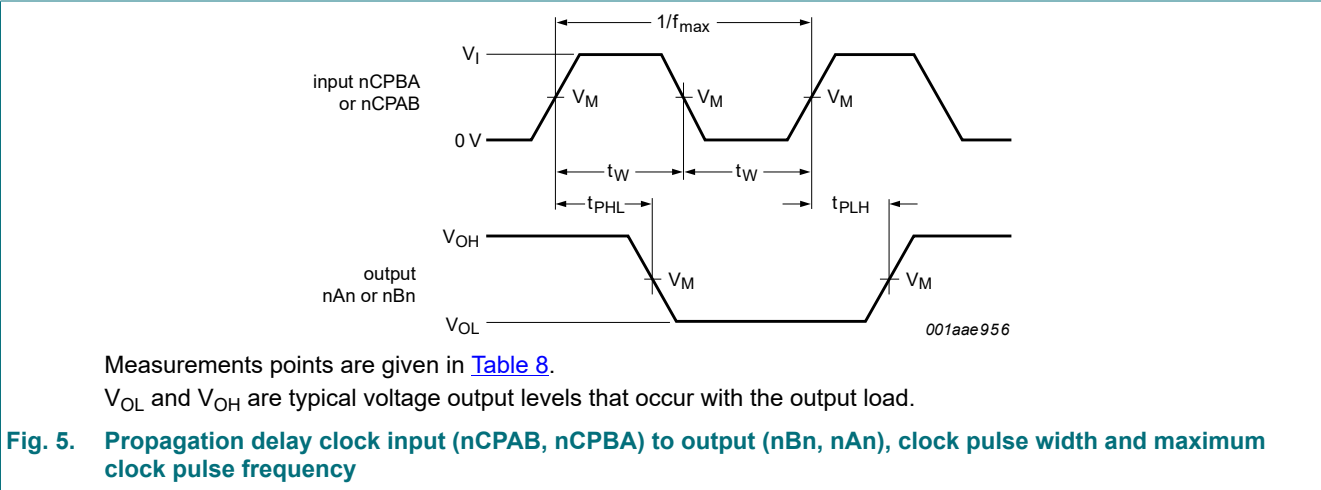 1/fmax
VI
input nCPBA
or nCPAB
VM
VM
VM
0 V
tW
tW
tPHL
tPLH
VOH
output
nAn or nBn
VM
VM
VOL
001aae956
Measurements points are given in Table 8.
VOL and VOH are typical voltage output levels that occur with the output load.
Fig. 5. Propagation delay clock input (nCPAB, nCPBA) to output (nBn, nAn), clock pulse width and maximum
clock pulse frequency